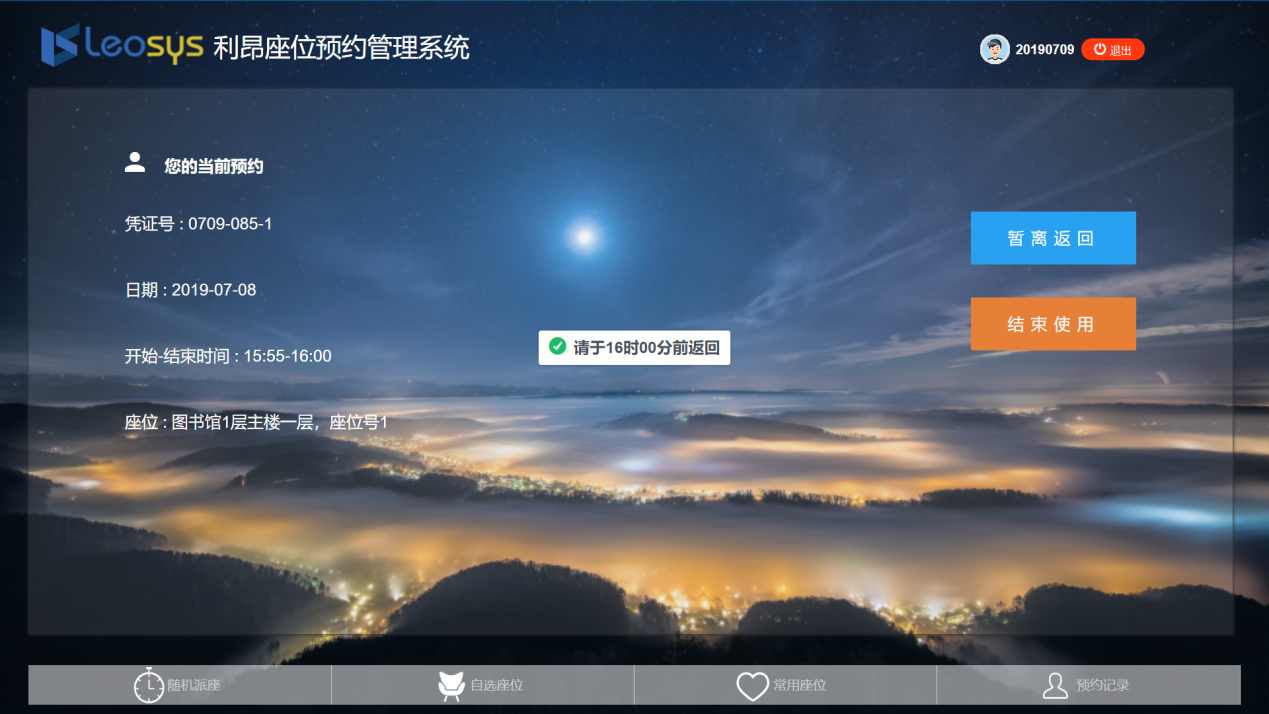 Leosys 利昂座位预约管理系统
20190709 退出
您的当前预约
凭证号 : 0709-085-1
日期 : 2019-07-08
开始-结束时间 : 15:55-16:00
座位 : 图书馆1层主楼一层，座位号1
暂离返回
结束使用
请于16时00分前返回
随机派座
自选座位
常用座位
预约记录